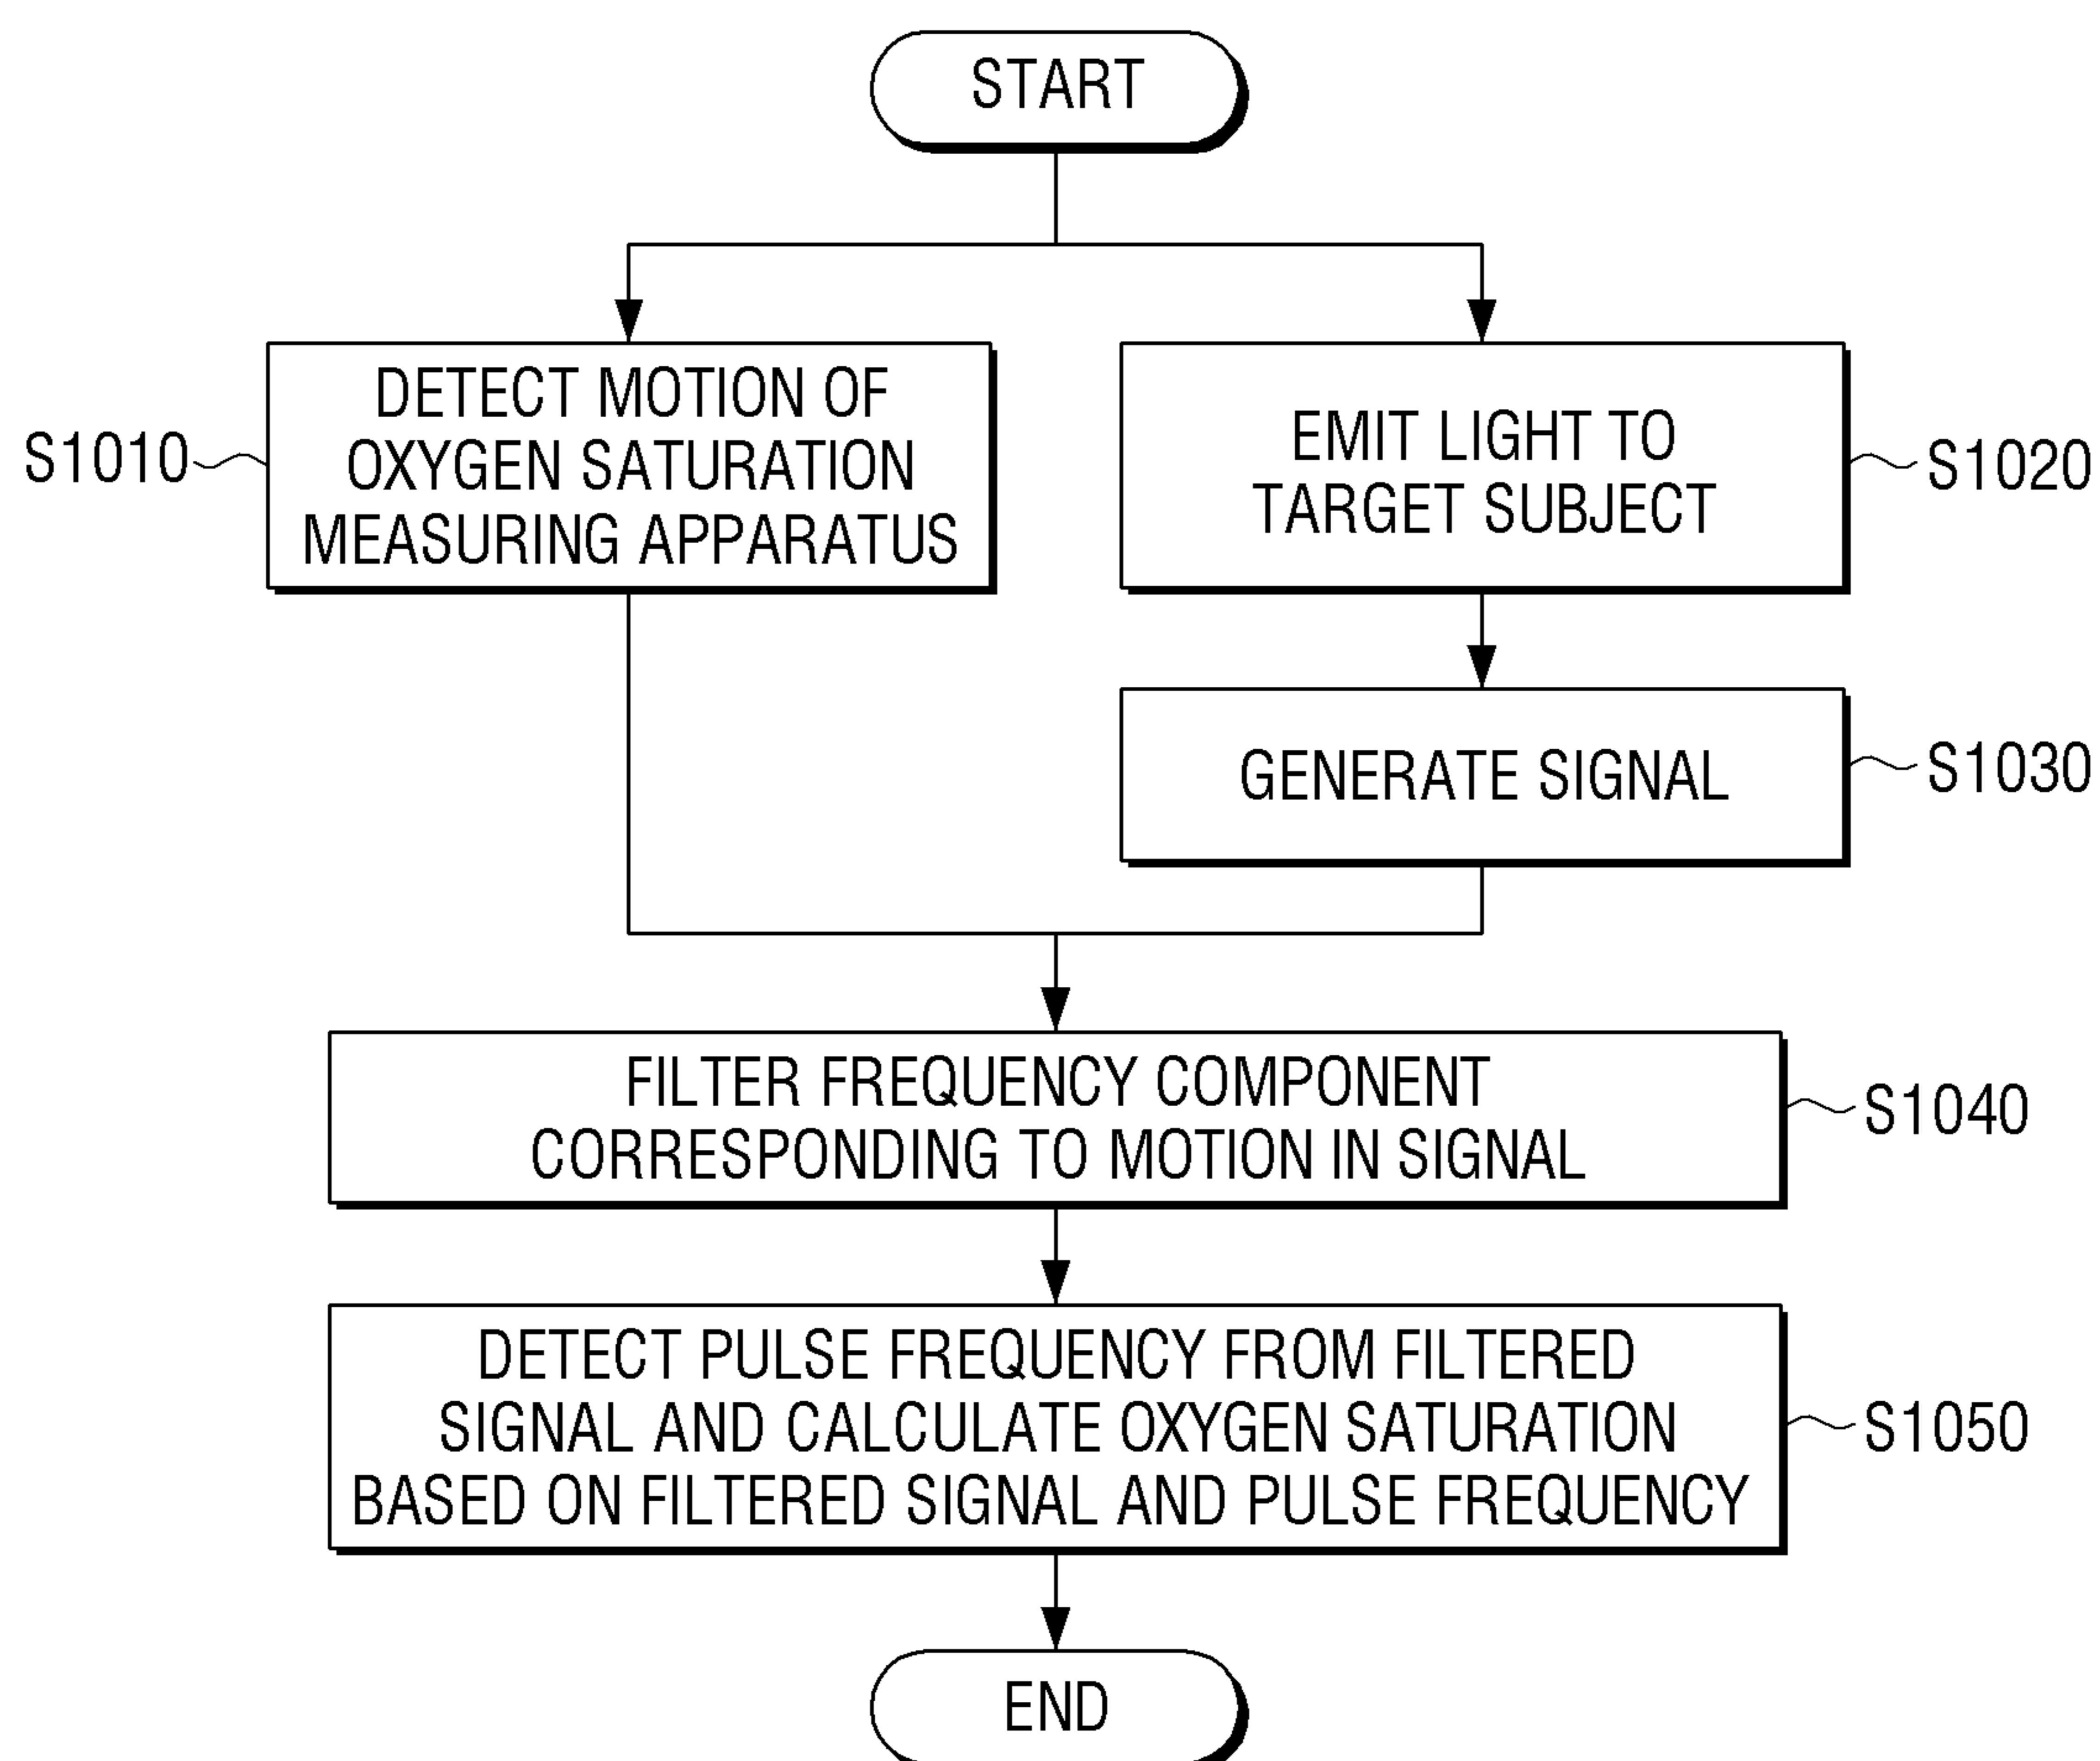 START
DETECT MOTION OF
OXYGEN SATURATION
MEASURING APPARATUS
S1010
EMIT LIGHT TO
TARGET SUBJECT
S1020
GENERATE SIGNAL
S1030
FILTER FREQUENCY COMPONENT
CORRESPONDING TO MOTION IN SIGNAL
S1040
DETECT PULSE FREQUENCY FROM FILTERED
SIGNAL AND CALCULATE OXYGEN SATURATION
BASED ON FILTERED SIGNAL AND PULSE FREQUENCY
S1050
END